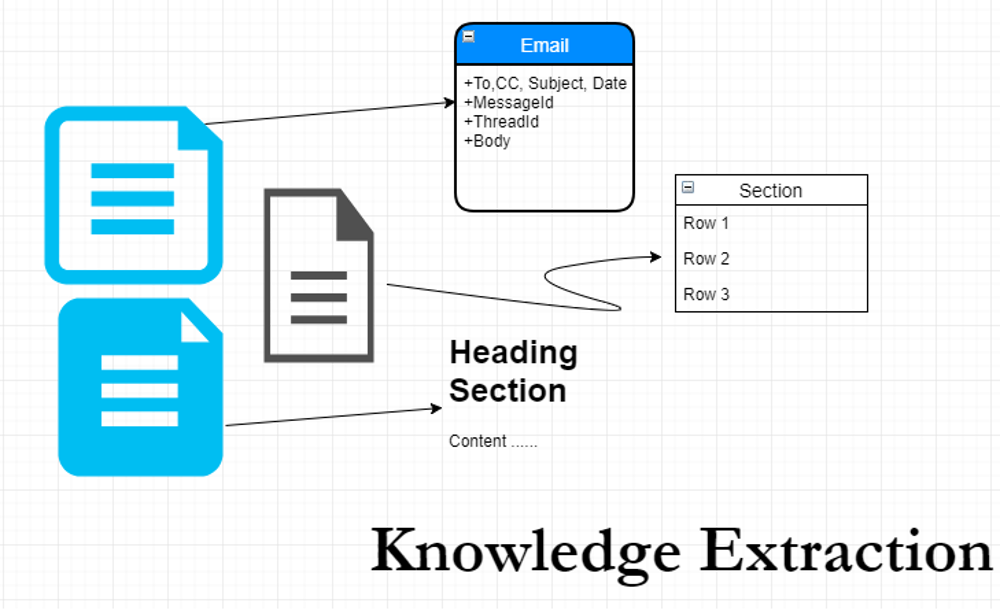 Email
+To,CC, Subject, Date
+MessageId
+ThreadId
+Body
Section
Row 1
Row 2
Row 3
Heading
Section
Content ......
Knowledge Extraction